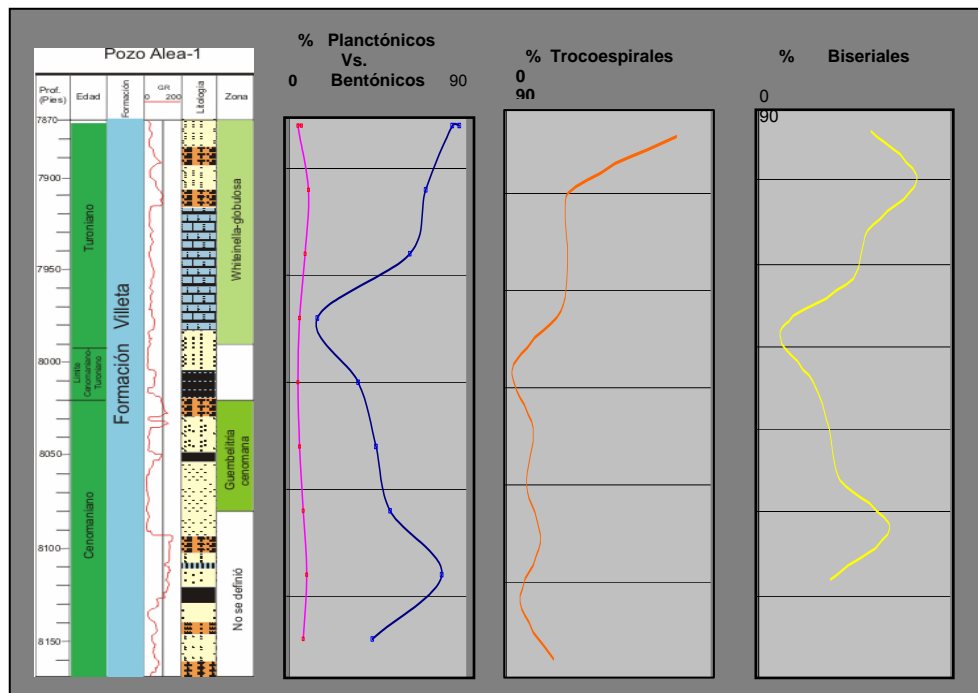 Pozo Alea-1
Prof.
(Pies)
Edad
Formación
GR
0 200
Litología
Zona
7870
7900
7950
8000
8050
8100
8150
Turoniano
Limite
Cenomaniano-
Turoniano
Cenomaniano
Formación Villeta
Whiteinella-globulosa
Guembelitria
cenomana
No se definió
% Planctónicos
Vs.
0 Bentónicos 90
% Trocoespirales
0
90
% Biseriales
0
90